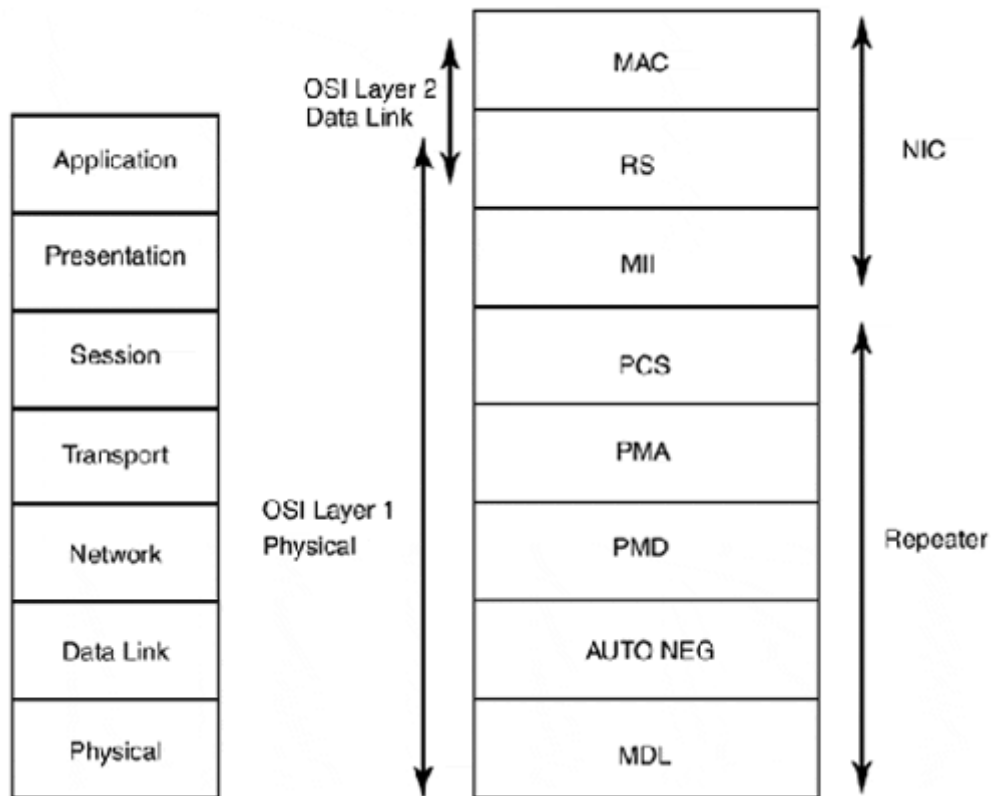 Application
Presentation
Session
Transport
Network
Data Link
Physical
OSI Layer 2
Data Link
OSI Layer 1
Physical
MAC
RS
MII
PCS
PMA
PMD
AUTO NEG
MDL
NIC
Repeater